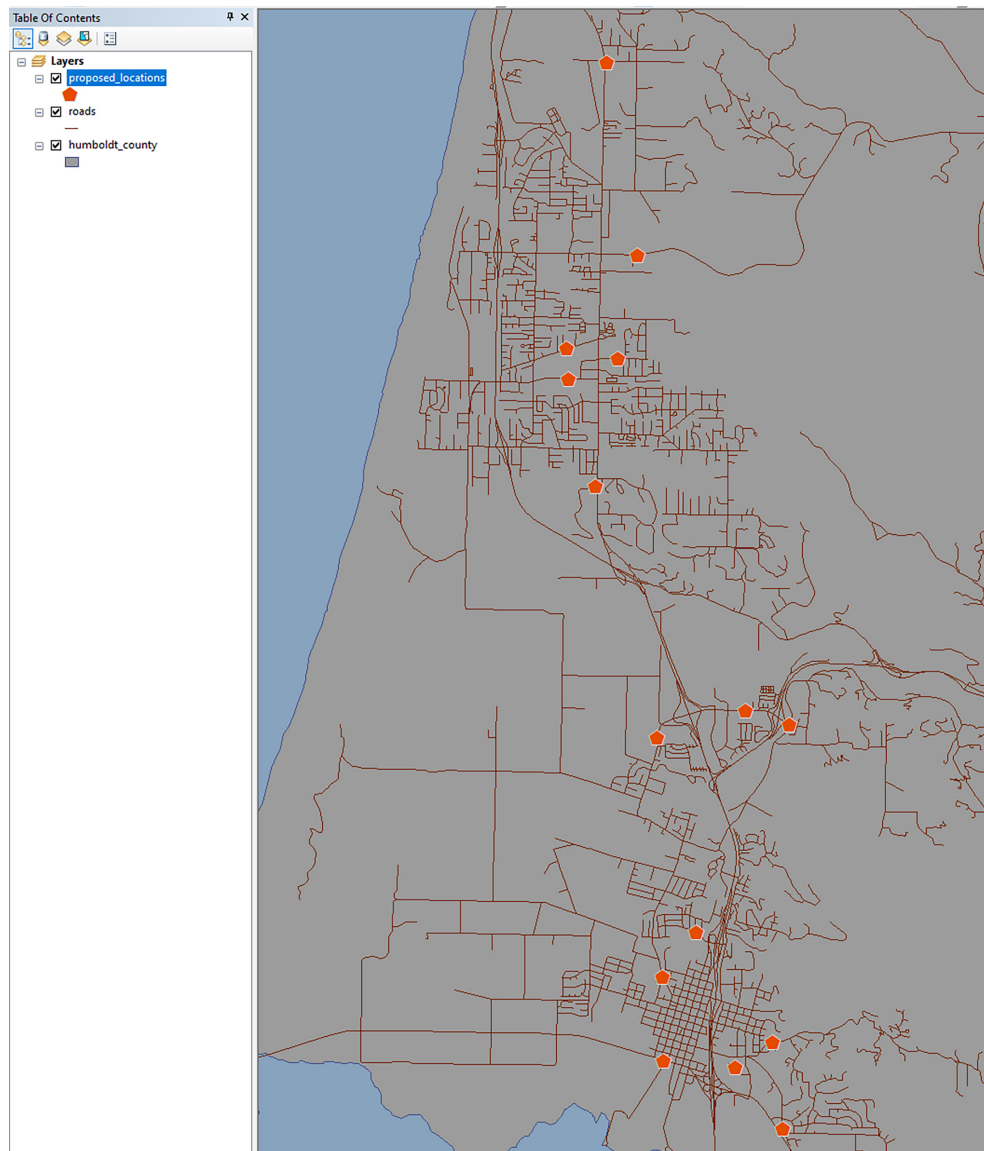 Table Of Contents
Layers
proposed_locations
roads
humboldt_county